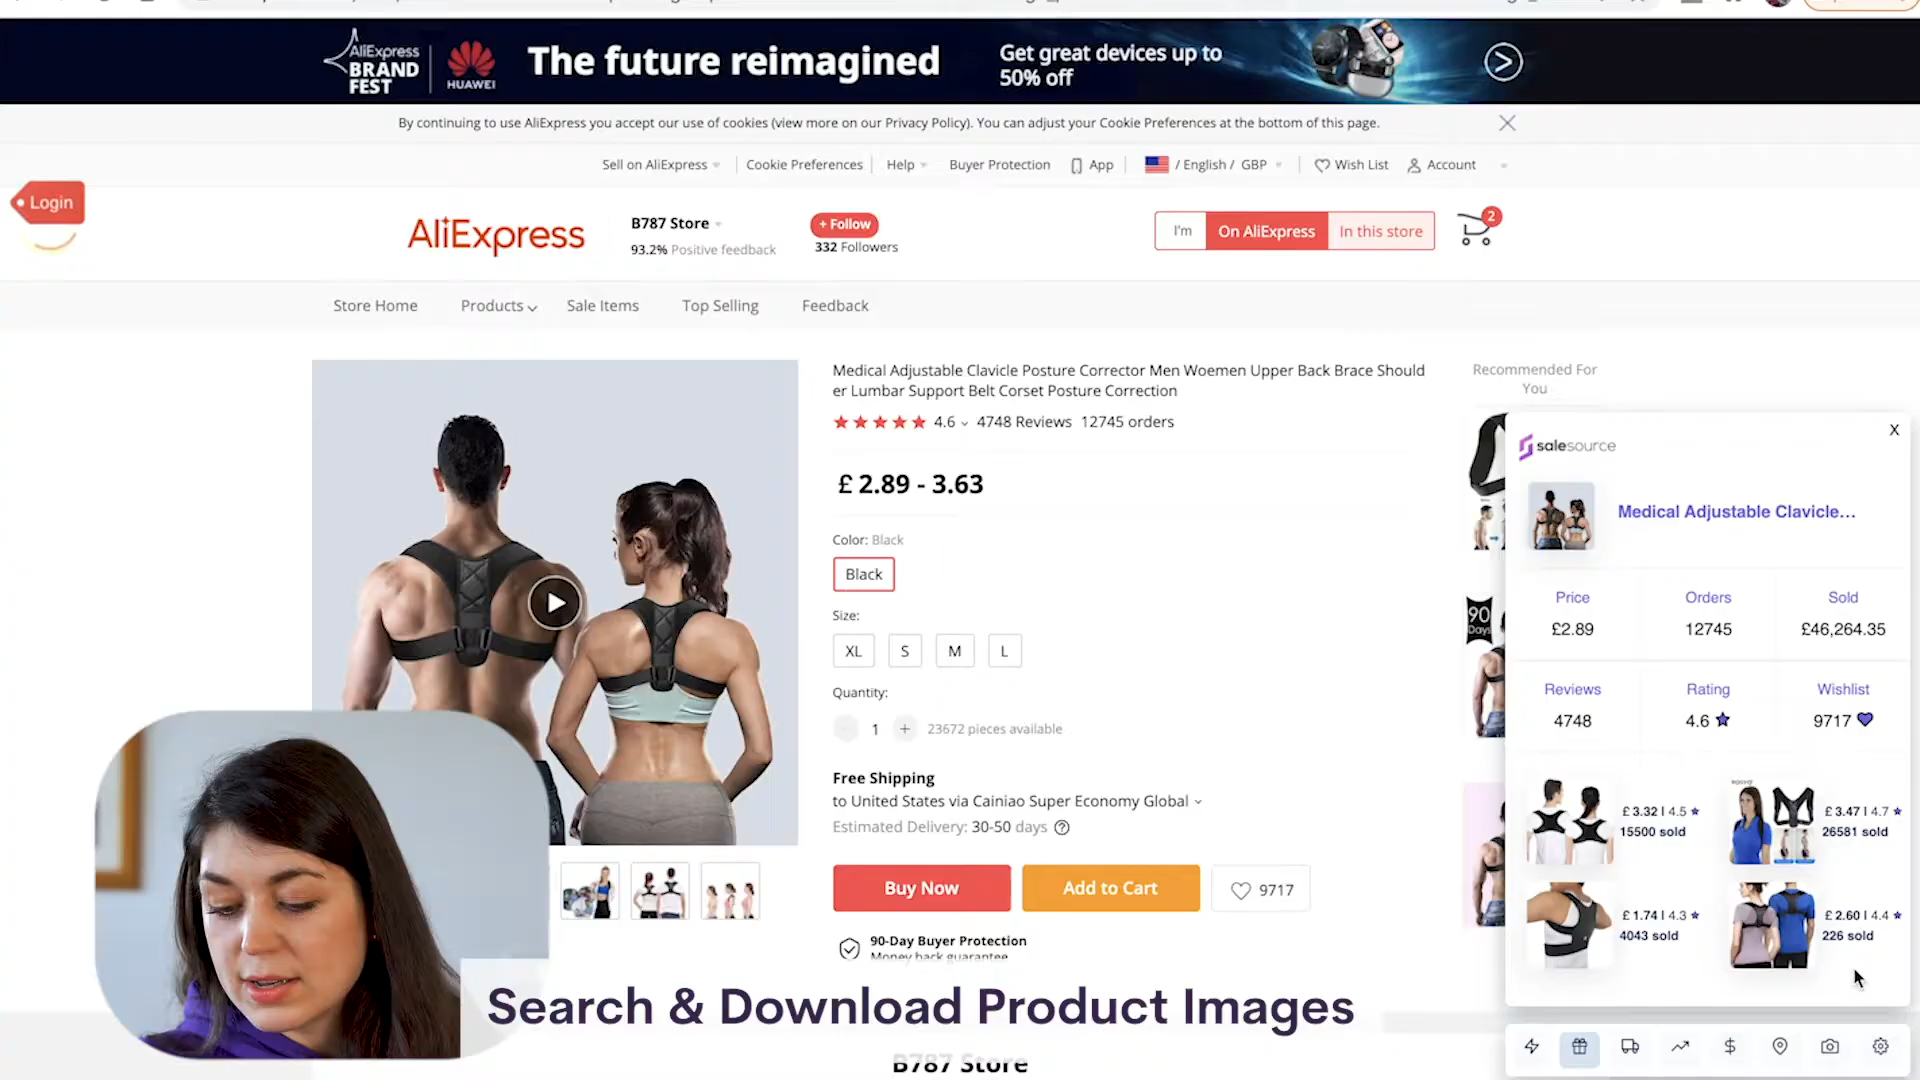 AliExpress
BRAND
FEST
HUAWEI
The future reimagined
Get great devices up to
50% off
By continuing to use AliExpress you accept our use of cookies (view more on our Privacy Policy). You can adjust your Cookie Preferences at the bottom of this page.
Sell on AliExpress
Cookie Preferences
Help
Buyer Protection
App
/ English / GBP
Wish List
Account
Login
AliExpress
B787 Store
93.2% Positive feedback
+ Follow
332 Followers
I'm
On AliExpress
In this store
2
Store Home
Products
Sale Items
Top Selling
Feedback
Medical Adjustable Clavicle Posture Corrector Men Woemen Upper Back Brace Should
er Lumbar Support Belt Corset Posture Correction
4.6
4748 Reviews
12745 orders
£ 2.89 - 3.63
Color: Black
Black
Size:
XL
S
M
L
Quantity:
1
23672 pieces available
Free Shipping
to United States via Cainiao Super Economy Global
Estimated Delivery: 30-50 days
Buy Now
Add to Cart
9717
90-Day Buyer Protection
Money back guarantee
Recommended For
You
90
Days
salesource
X
Medical Adjustable Clavicle...
Price
Orders
Sold
£2.89
12745
£46,264.35
Reviews
Rating
Wishlist
4748
4.6
9717
£ 3.32 | 4.5
15500 sold
£ 3.47 | 4.7
26581 sold
£ 1.74 | 4.3
4043 sold
£ 2.60 | 4.4
226 sold
Search & Download Product Images
B787 Store